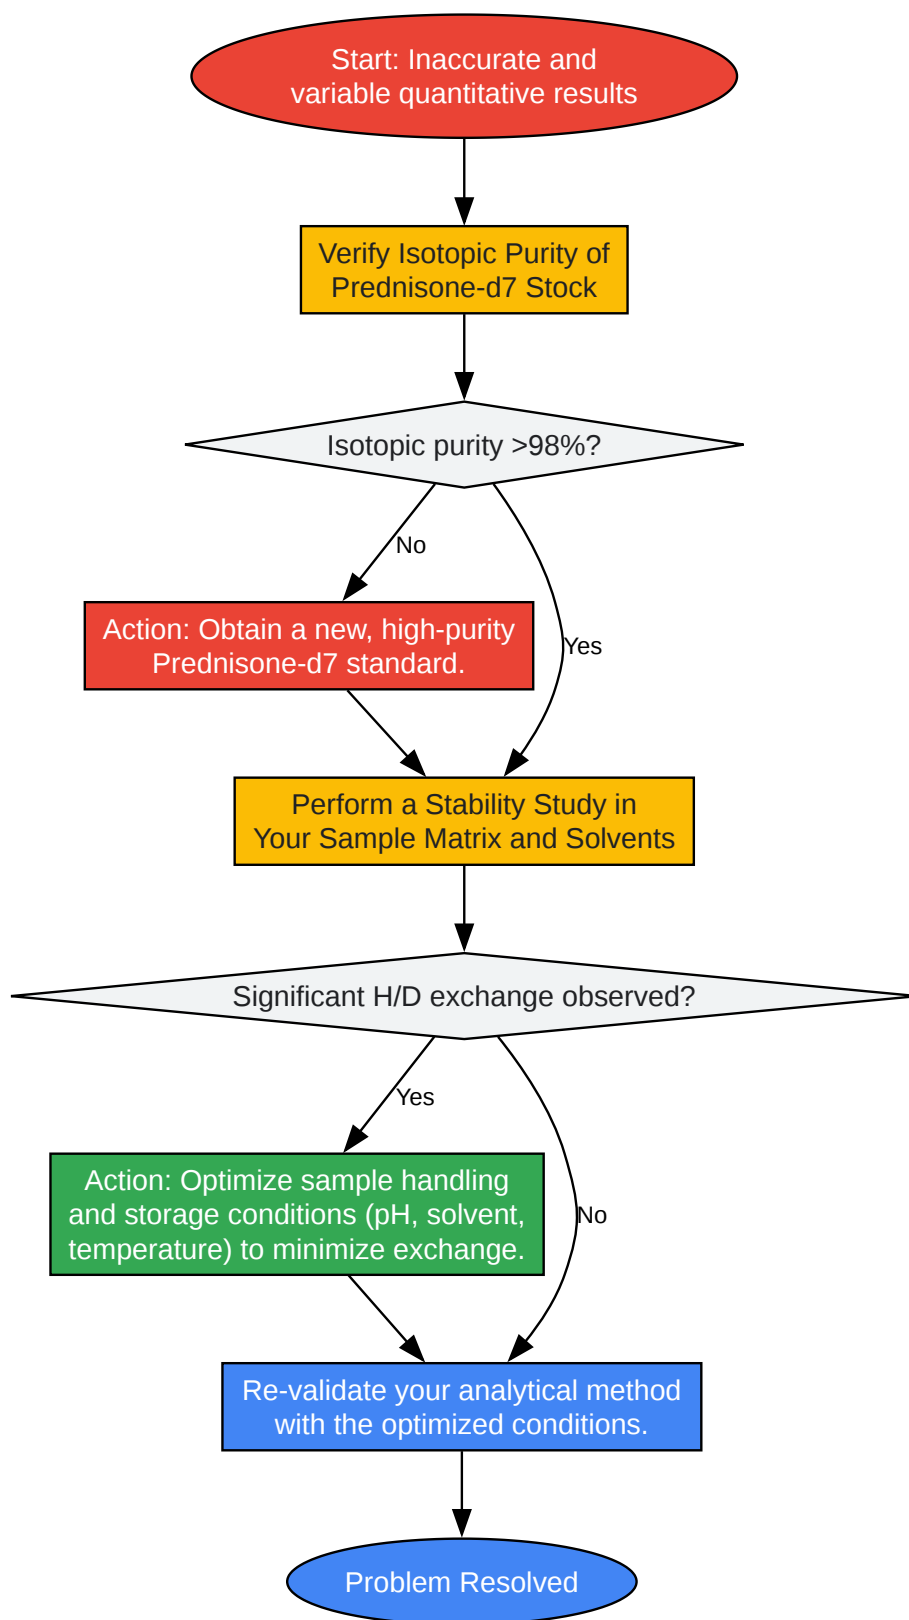 Start: Inaccurate and
variable quantitative results
Verify Isotopic Purity of
Prednisone-d7 Stock
Isotopic purity >98%?
No
Action: Obtain a new, high-purity
Prednisone-d7 standard.
Yes
Perform a Stability Study in
Your Sample Matrix and Solvents
Significant H/D exchange observed?
Yes
Action: Optimize sample handling
and storage conditions (pH, solvent,
temperature) to minimize exchange.
No
Re-validate your analytical method
with the optimized conditions.
Problem Resolved